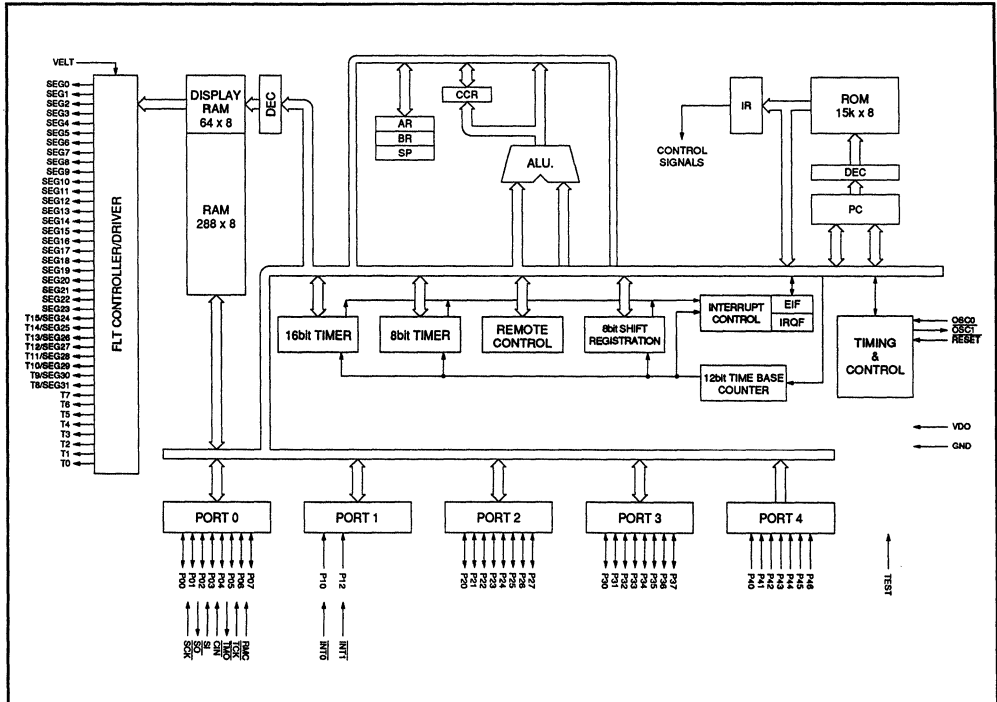 VELT
SEG0
SEG1
SEG2
SEG3
SEG4
SEG5
SEG6
SEG7
SEG8
SEG9
SEG10
SEG11
SEG12
SEG13
SEG14
SEG15
SEG16
SEG17
SEG18
SEG19
SEG20
SEG21
SEG22
SEG23
T15/SEG24
T14/SEG25
T13/SEG26
T12/SEG27
T11/SEG28
T10/SEG29
T9/SEG30
T8/SEG31
T7
T6
T5
T4
T3
T2
T1
T0
FLT CONTROLLER/DRIVER
DISPLAY
RAM
64 x 8
DEC
RAM
288 x 8
CCR
AR
BR
SP
ALU.
IR
CONTROL
SIGNALS
ROM
15k x 8
DEC
PC
16bit TIMER
8bit TIMER
REMOTE
CONTROL
8bit SHIFT
REGISTRATION
INTERRUPT
CONTROL
EIF
IRQF
12bit TIME BASE
COUNTER
TIMING
&
CONTROL
OSC0
OSC1
RESET
VDO
GND
PORT 0
PORT 1
PORT 2
PORT 3
PORT 4
P00
P01
P02
P03
P04
P05
P06
P07
SCK
SO
SI
CIN
TMO
TCK
RMC
P10
P12
INT0
INT1
P20
P21
P22
P23
P24
P25
P26
P27
P30
P31
P32
P33
P34
P35
P36
P37
P40
P41
P42
P43
P44
P45
P46
TEST